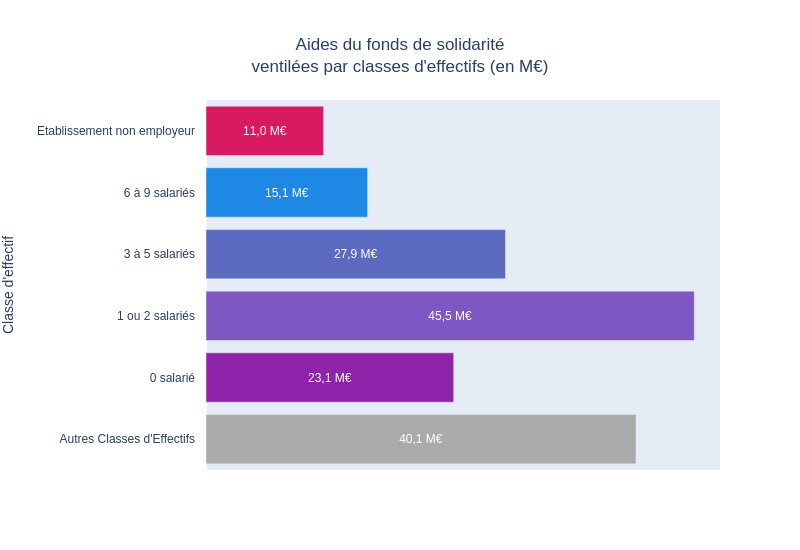 Aides du fonds de solidarité
ventilées par classes d'effectifs (en M€)
Classe d'effectif
Etablissement non employeur 11,0 M€
6 à 9 salariés 15,1 M€
3 à 5 salariés 27,9 M€
1 ou 2 salariés 45,5 M€
0 salarié 23,1 M€
Autres Classes d'Effectifs 40,1 M€